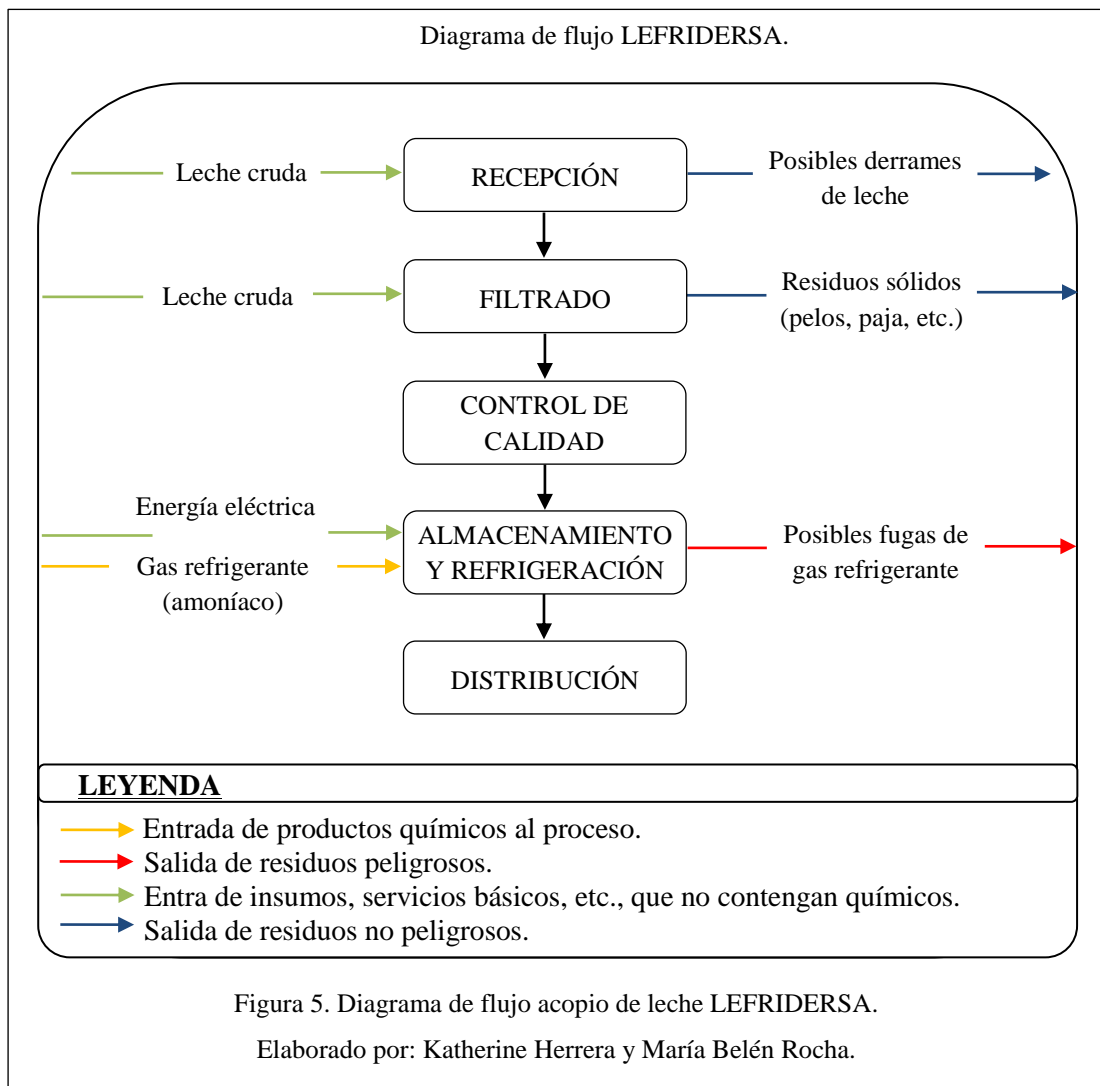 Diagrama de flujo LEFRIDERSA.
Leche cruda
RECEPCIÓN
Posibles derrames
de leche
Leche cruda
FILTRADO
Residuos sólidos
(pelos, paja, etc.)
CONTROL DE
CALIDAD
Energía eléctrica
Gas refrigerante
(amoníaco)
ALMACENAMIENTO
Y REFRIGERACIÓN
Posibles fugas de
gas refrigerante
DISTRIBUCIÓN
LEYENDA
Entrada de productos químicos al proceso.
Salida de residuos peligrosos.
Entra de insumos, servicios básicos, etc., que no contengan químicos.
Salida de residuos no peligrosos.
Figura 5. Diagrama de flujo acopio de leche LEFRIDERSA.
Elaborado por: Katherine Herrera y María Belén Rocha.